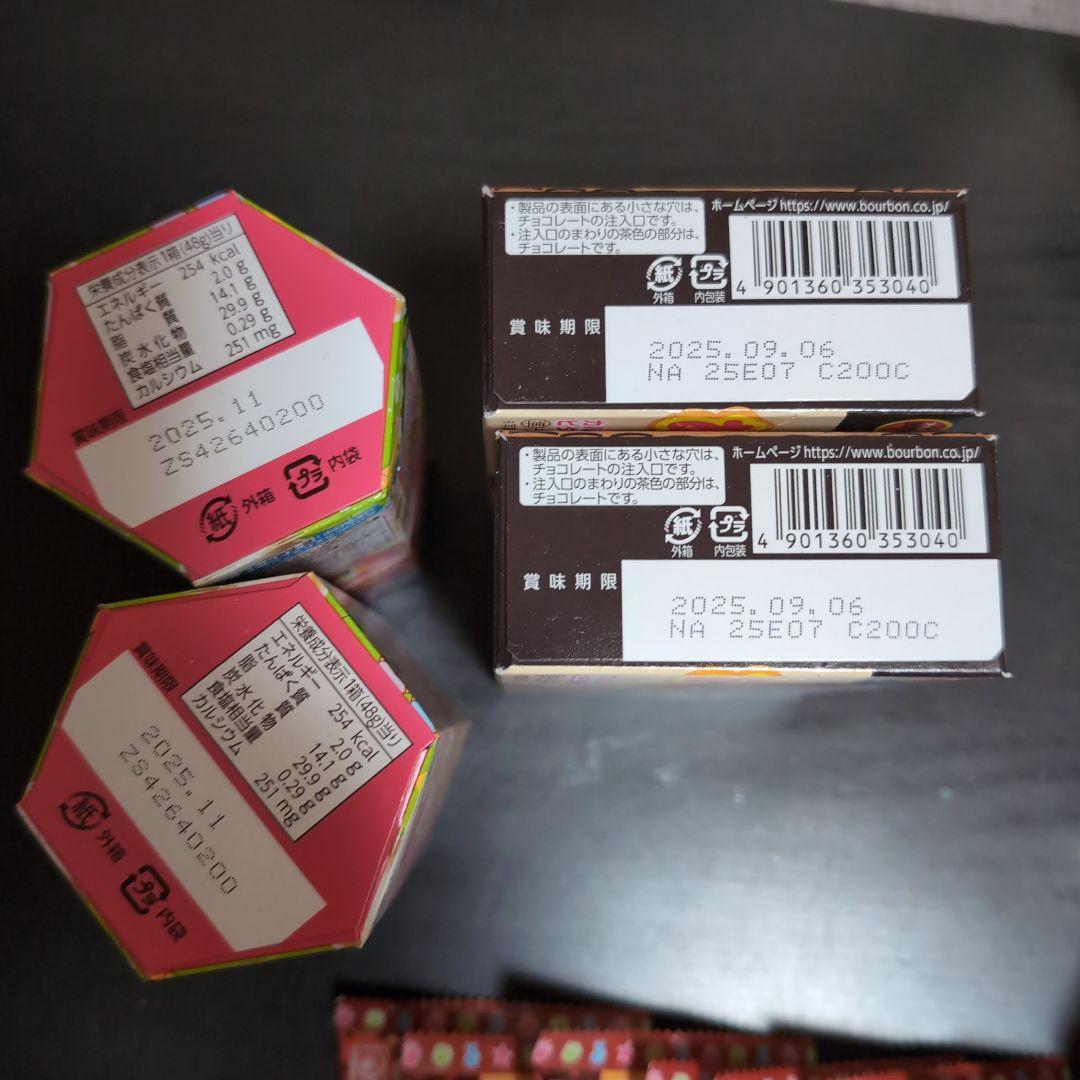 栄養成分表示 1箱(48g)当り
エネルギー 254 kcal
たんぱく質 2.0 g
脂質 14.1 g
炭水化物 29.9 g
食塩相当量 0.29 g
カルシウム 251 mg
賞味期限
2025.11
ZS42640200
紙 外箱
プラ 内袋
・製品の表面にある小さな穴は、
チョコレートの注入口です。
・注入口のまわりの茶色の部分は、
チョコレートです。
ホームページ https://www.bourbon.co.jp/
紙 プラ
外箱 内包装
4 901360 353040
賞味期限
2025.09.06
NA 25E07 C200C
・製品の表面にある小さな穴は、
チョコレートの注入口です。
・注入口のまわりの茶色の部分は、
チョコレートです。
ホームページ https://www.bourbon.co.jp/
紙 プラ
外箱 内包装
4 901360 353040
賞味期限
2025.09.06
NA 25E07 C200C
栄養成分表示 1箱(48g)当り
エネルギー 254 kcal
たんぱく質 2.0 g
脂質 14.1 g
炭水化物 29.9 g
食塩相当量 0.29 g
カルシウム 251 mg
賞味期限
2025.11
ZS42640200
紙 外箱
プラ 内袋